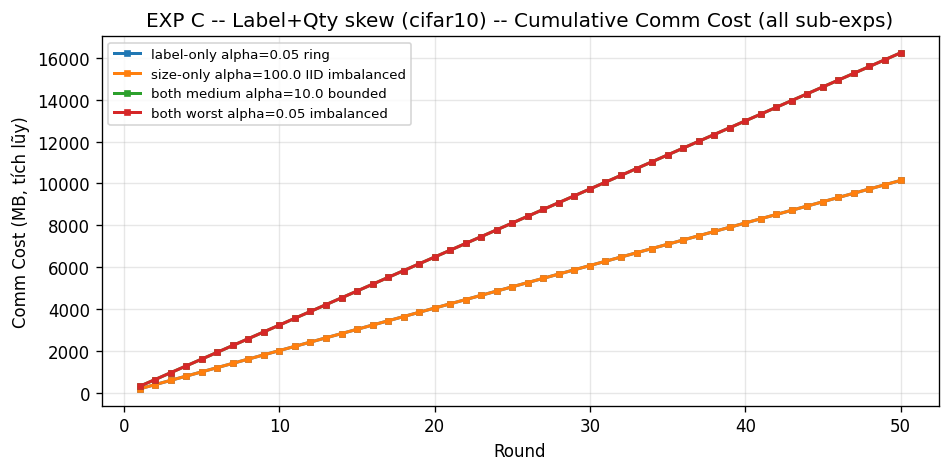 EXP C -- Label+Qty skew (cifar10) -- Cumulative Comm Cost (all sub-exps)
label-only alpha=0.05 ring
size-only alpha=100.0 IID imbalanced
both medium alpha=10.0 bounded
both worst alpha=0.05 imbalanced
Comm Cost (MB, tích lũy)
16000
14000
12000
10000
8000
6000
4000
2000
0
0 10 20 30 40 50
Round